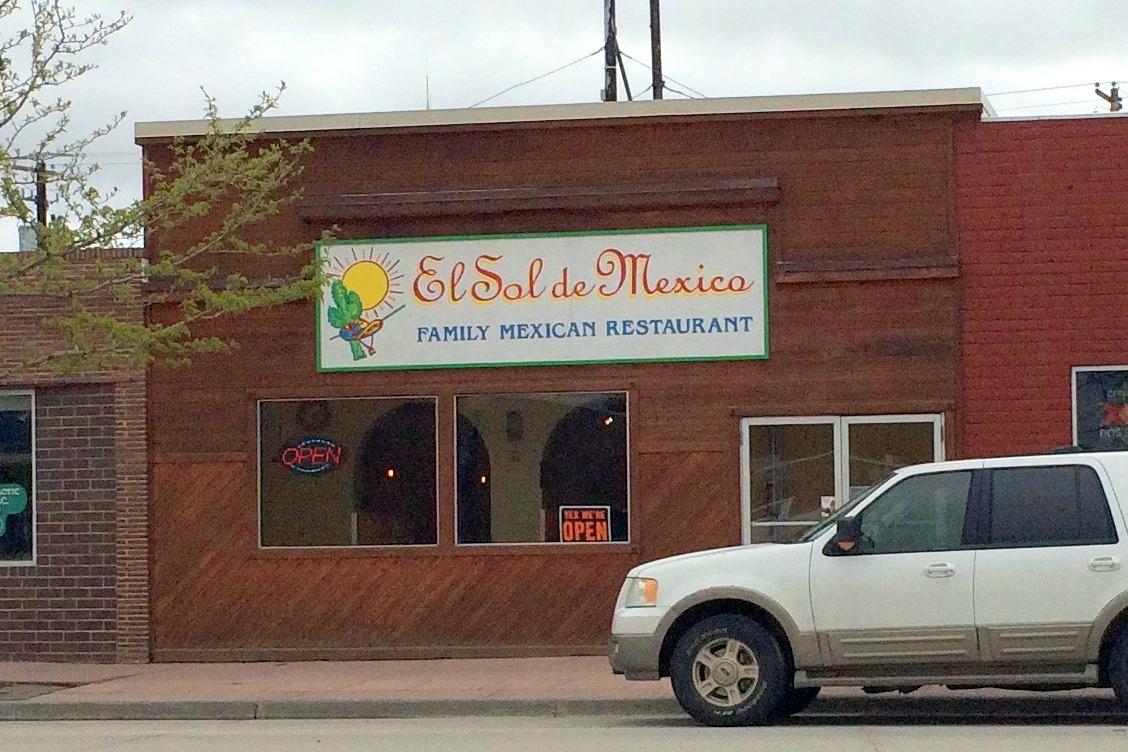 El Sol de Mexico
FAMILY MEXICAN RESTAURANT
OPEN
YES WE'RE
OPEN